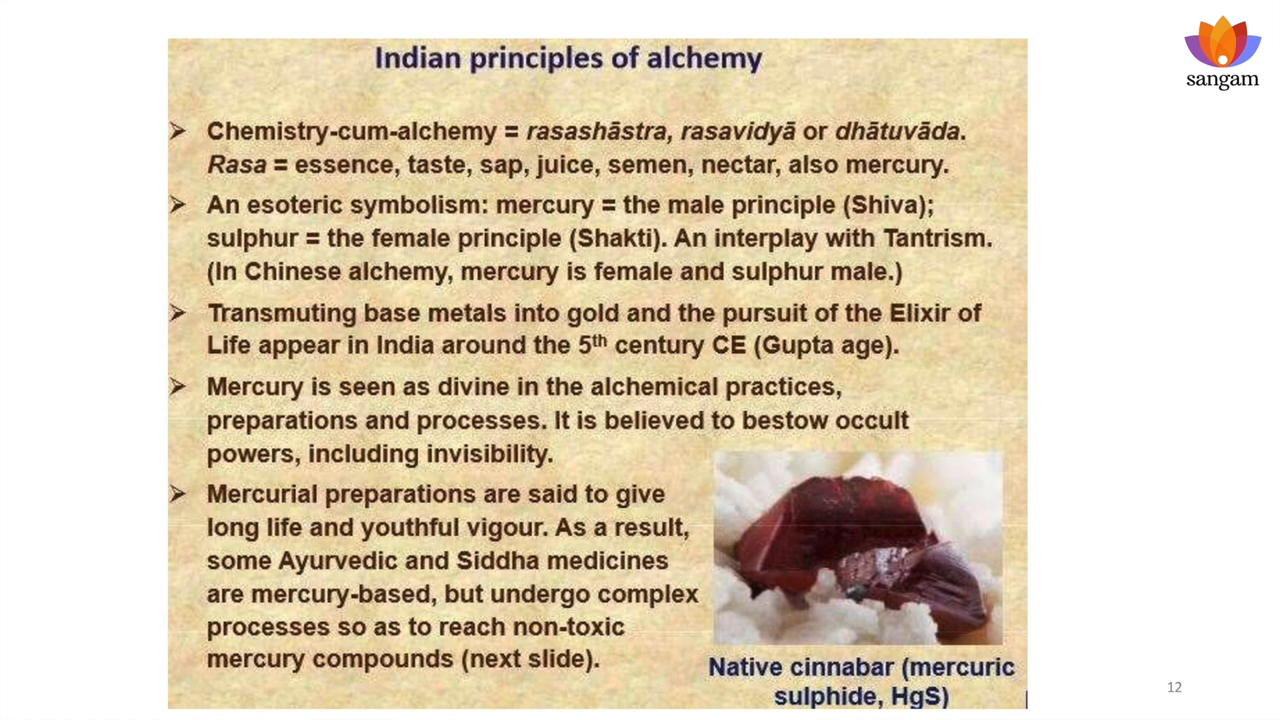 Indian principles of alchemy
sangam
➢ Chemistry-cum-alchemy = rasashāstra, rasavidyā or dhātuvāda.
Rasa = essence, taste, sap, juice, semen, nectar, also mercury.
➢ An esoteric symbolism: mercury = the male principle (Shiva);
sulphur = the female principle (Shakti). An interplay with Tantrism.
(In Chinese alchemy, mercury is female and sulphur male.)
➢ Transmuting base metals into gold and the pursuit of the Elixir of
Life appear in India around the 5th century CE (Gupta age).
➢ Mercury is seen as divine in the alchemical practices,
preparations and processes. It is believed to bestow occult
powers, including invisibility.
➢ Mercurial preparations are said to give
long life and youthful vigour. As a result,
some Ayurvedic and Siddha medicines
are mercury-based, but undergo complex
processes so as to reach non-toxic
mercury compounds (next slide).
Native cinnabar (mercuric
sulphide, HgS)
12